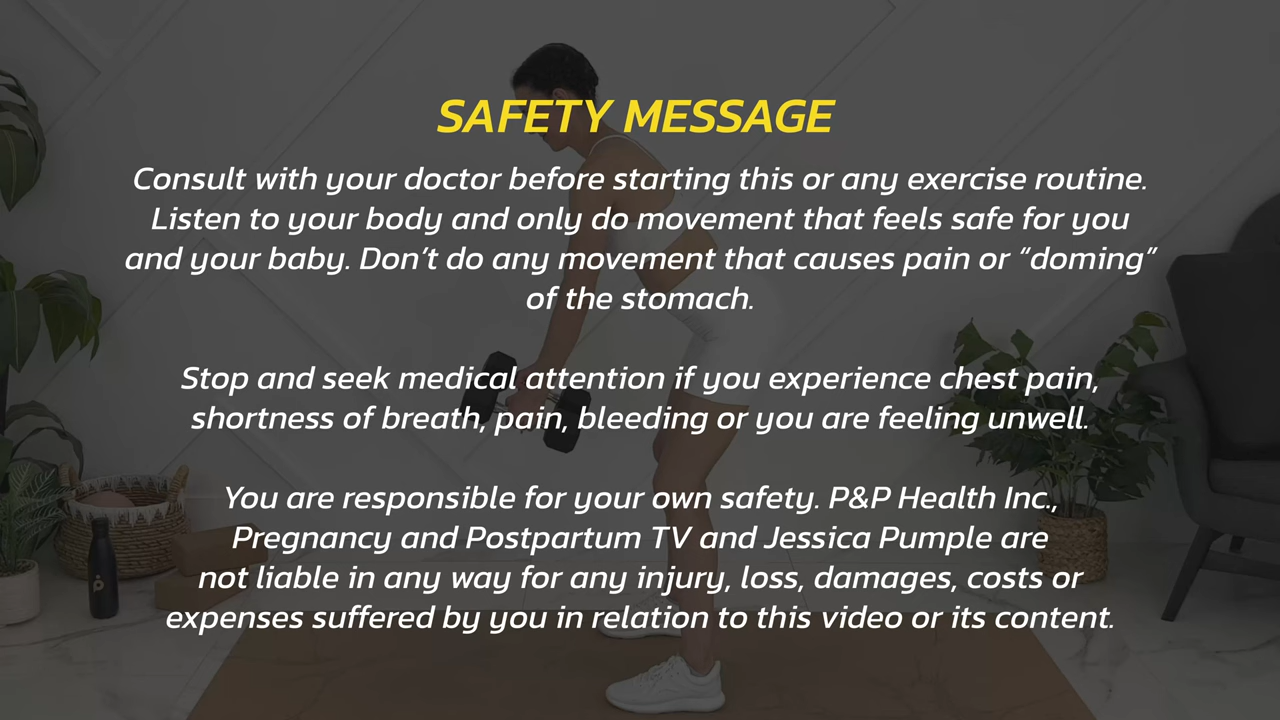 SAFETY MESSAGE
Consult with your doctor before starting this or any exercise routine.
Listen to your body and only do movement that feels safe for you
and your baby. Don’t do any movement that causes pain or “doming”
of the stomach.
Stop and seek medical attention if you experience chest pain,
shortness of breath, pain, bleeding or you are feeling unwell.
You are responsible for your own safety. P&P Health Inc.,
Pregnancy and Postpartum TV and Jessica Pumple are
not liable in any way for any injury, loss, damages, costs or
expenses suffered by you in relation to this video or its content.